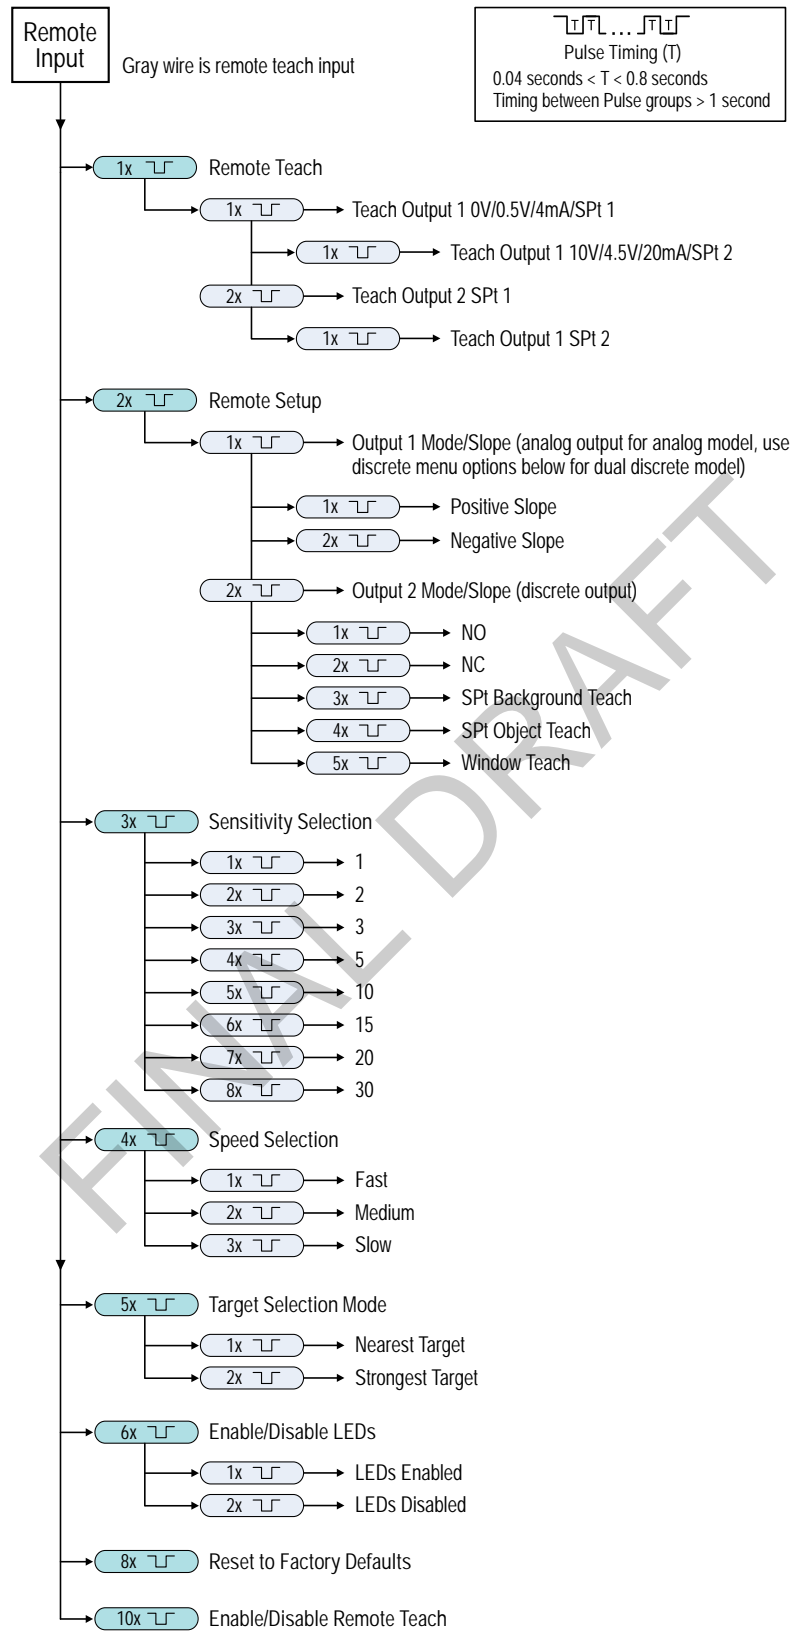 Remote
Input
Gray wire is remote teach input
T T ... T T
Pulse Timing (T)
0.04 seconds < T < 0.8 seconds
Timing between Pulse groups > 1 second
1x Remote Teach
1x Teach Output 1 0V/0.5V/4mA/SPt 1
1x Teach Output 1 10V/4.5V/20mA/SPt 2
2x Teach Output 2 SPt 1
1x Teach Output 1 SPt 2
2x Remote Setup
1x Output 1 Mode/Slope (analog output for analog model, use
discrete menu options below for dual discrete model)
1x Positive Slope
2x Negative Slope
2x Output 2 Mode/Slope (discrete output)
1x NO
2x NC
3x SPt Background Teach
4x SPt Object Teach
5x Window Teach
3x Sensitivity Selection
1x 1
2x 2
3x 3
4x 5
5x 10
6x 15
7x 20
8x 30
4x Speed Selection
1x Fast
2x Medium
3x Slow
5x Target Selection Mode
1x Nearest Target
2x Strongest Target
6x Enable/Disable LEDs
1x LEDs Enabled
2x LEDs Disabled
8x Reset to Factory Defaults
10x Enable/Disable Remote Teach
FINAL DRAFT